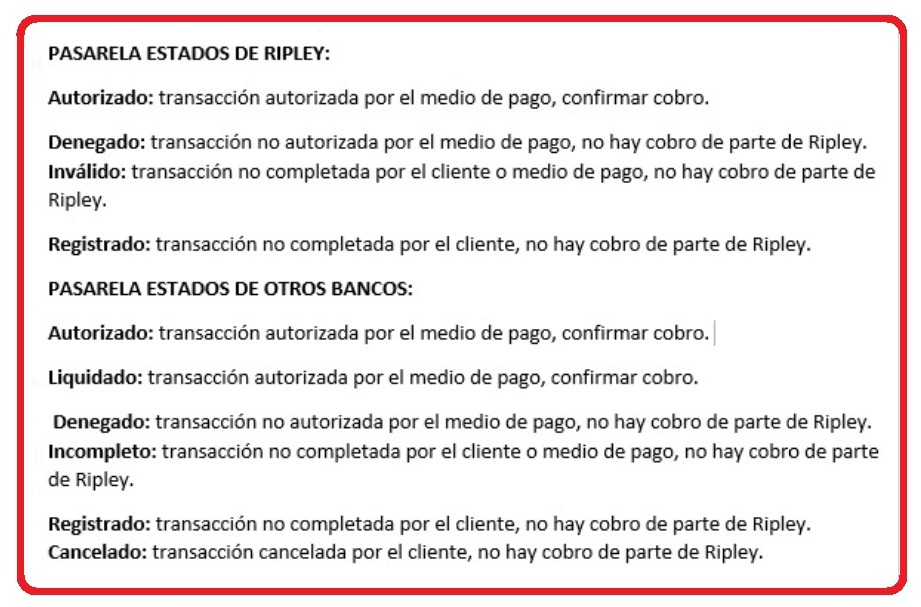 PASARELA ESTADOS DE RIPLEY:
Autorizado: transacción autorizada por el medio de pago, confirmar cobro.
Denegado: transacción no autorizada por el medio de pago, no hay cobro de parte de Ripley.
Inválido: transacción no completada por el cliente o medio de pago, no hay cobro de parte de
Ripley.
Registrado: transacción no completada por el cliente, no hay cobro de parte de Ripley.
PASARELA ESTADOS DE OTROS BANCOS:
Autorizado: transacción autorizada por el medio de pago, confirmar cobro.
Liquidado: transacción autorizada por el medio de pago, confirmar cobro.
Denegado: transacción no autorizada por el medio de pago, no hay cobro de parte de Ripley.
Incompleto: transacción no completada por el cliente o medio de pago, no hay cobro de parte
de Ripley.
Registrado: transacción no completada por el cliente, no hay cobro de parte de Ripley.
Cancelado: transacción cancelada por el cliente, no hay cobro de parte de Ripley.